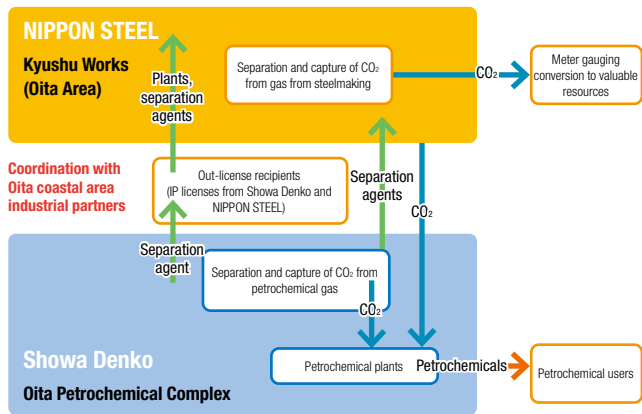 NIPPON STEEL
Kyushu Works
(Oita Area)
Plants,
separation
agents
Separation and capture of CO₂
from gas from steelmaking
CO₂
Meter gauging
conversion to valuable
resources
Coordination with
Oita coastal area
industrial partners
Out-license recipients
(IP licenses from Showa Denko and
NIPPON STEEL)
Separation
agents
CO₂
Separation
agent
Separation and capture of CO₂ from
petrochemical gas
CO₂
Showa Denko
Oita Petrochemical Complex
Petrochemical plants
Petrochemicals
Petrochemical users